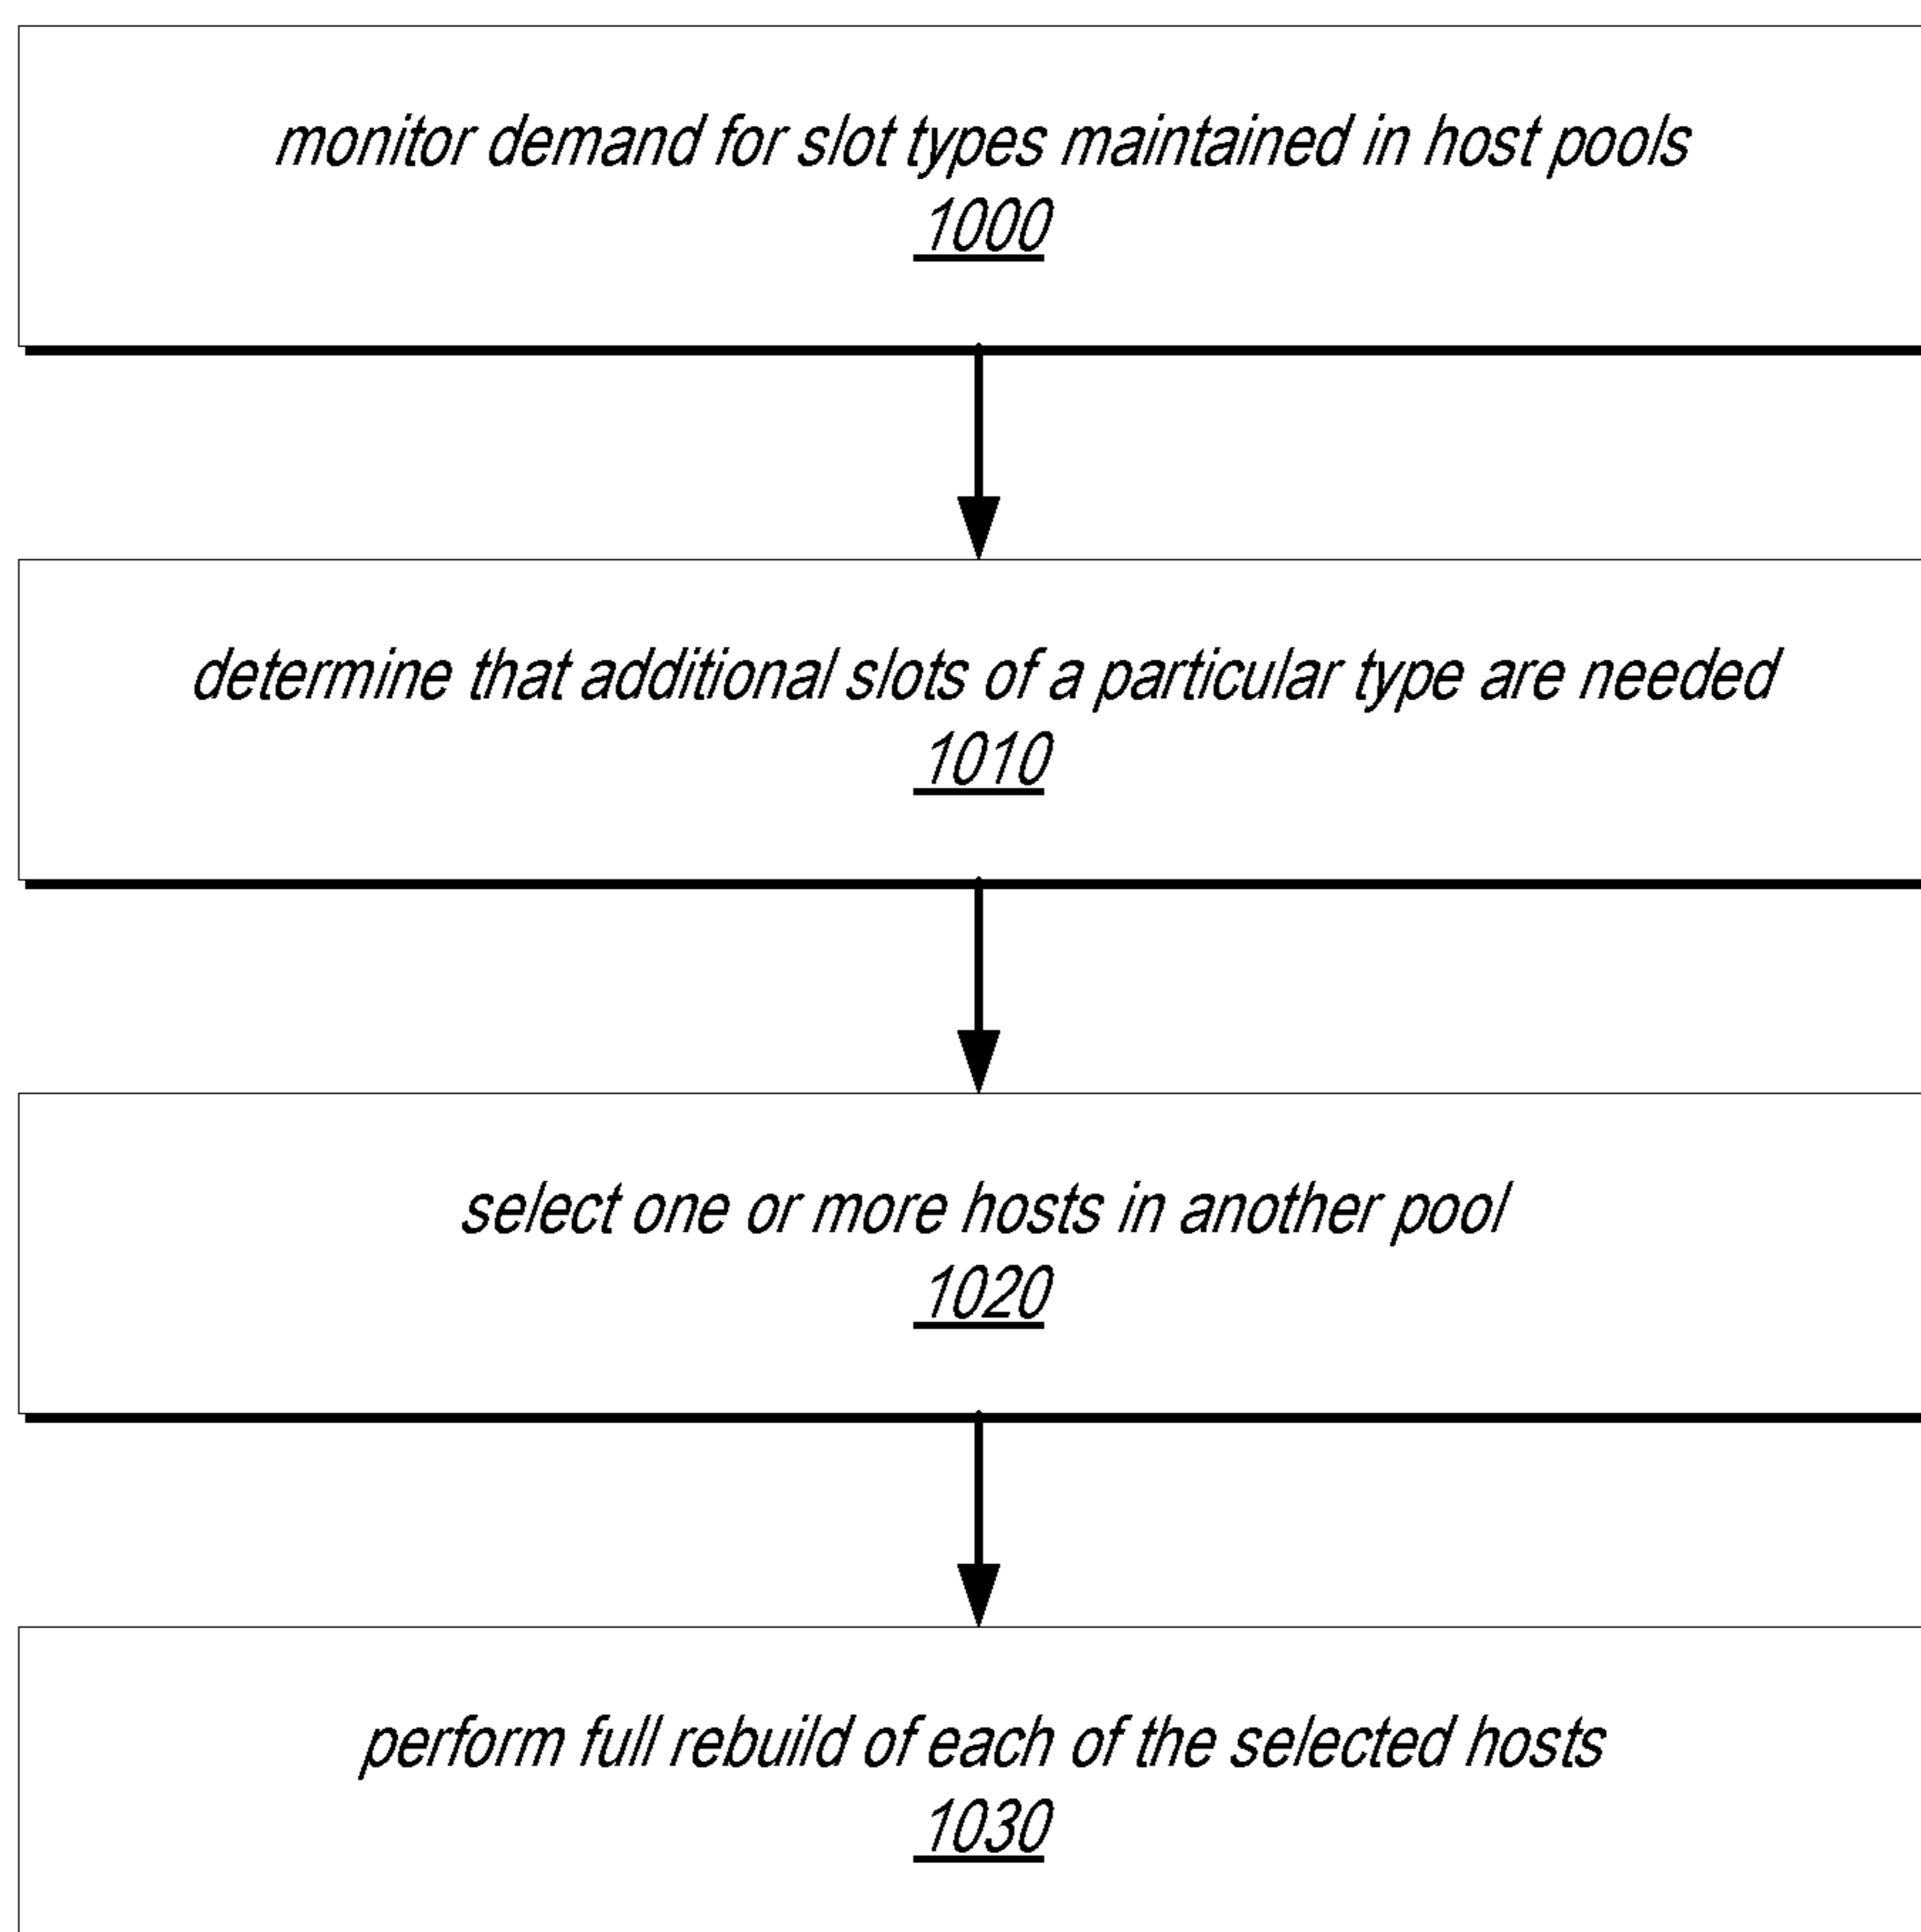 monitor demand for slot types maintained in host pools
1000
determine that additional slots of a particular type are needed
1010
select one or more hosts in another pool
1020
perform full rebuild of each of the selected hosts
1030